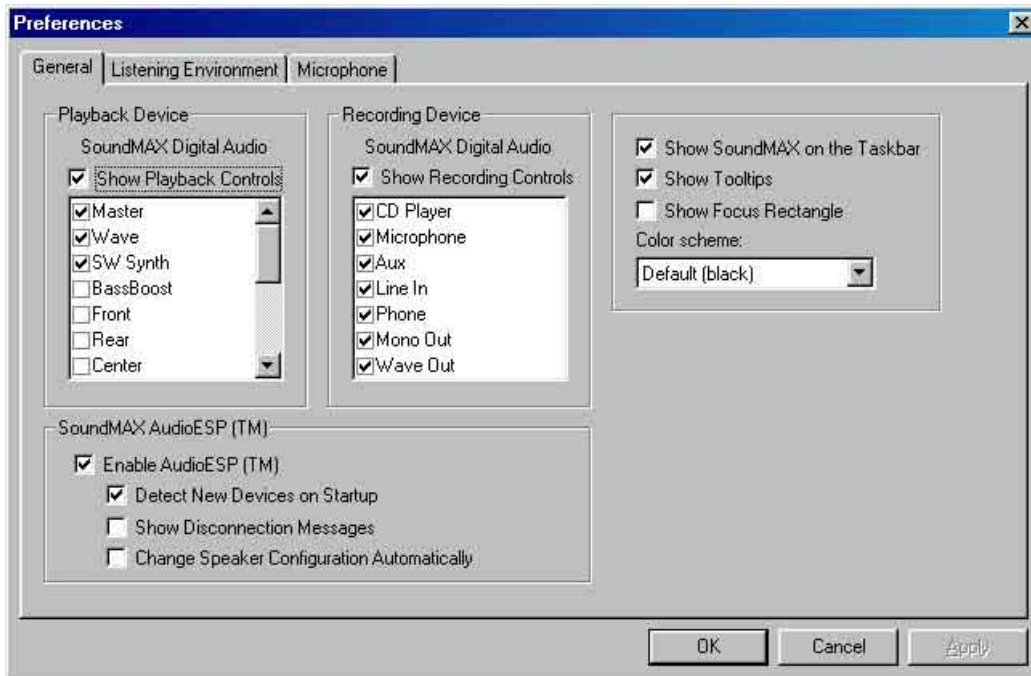 Preferences
General
Listening Environment
Microphone
Playback Device
SoundMAX Digital Audio
Show Playback Controls
Master
Wave
SW Synth
BassBoost
Front
Rear
Center
Recording Device
SoundMAX Digital Audio
Show Recording Controls
CD Player
Microphone
Aux
Line In
Phone
Mono Out
Wave Out
Show SoundMAX on the Taskbar
Show Tooltips
Show Focus Rectangle
Color scheme:
Default (black)
SoundMAX AudioESP (TM)
Enable AudioESP (TM)
Detect New Devices on Startup
Show Disconnection Messages
Change Speaker Configuration Automatically
OK
Cancel
Apply